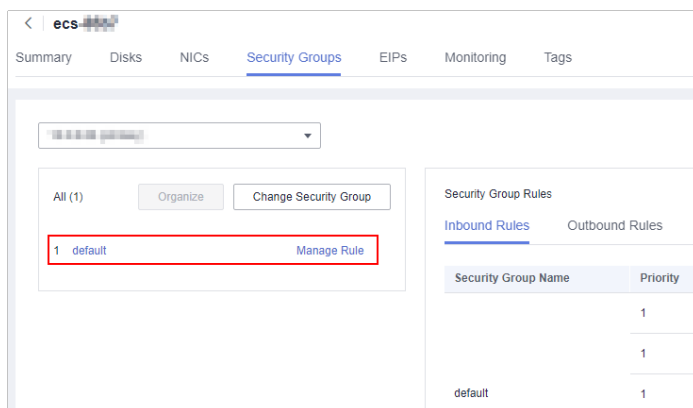 ecs-
Summary Disks NICs Security Groups EIPs Monitoring Tags
All (1) Organize Change Security Group
1 default Manage Rule
Security Group Rules
Inbound Rules Outbound Rules
Security Group Name Priority
1
1
default 1